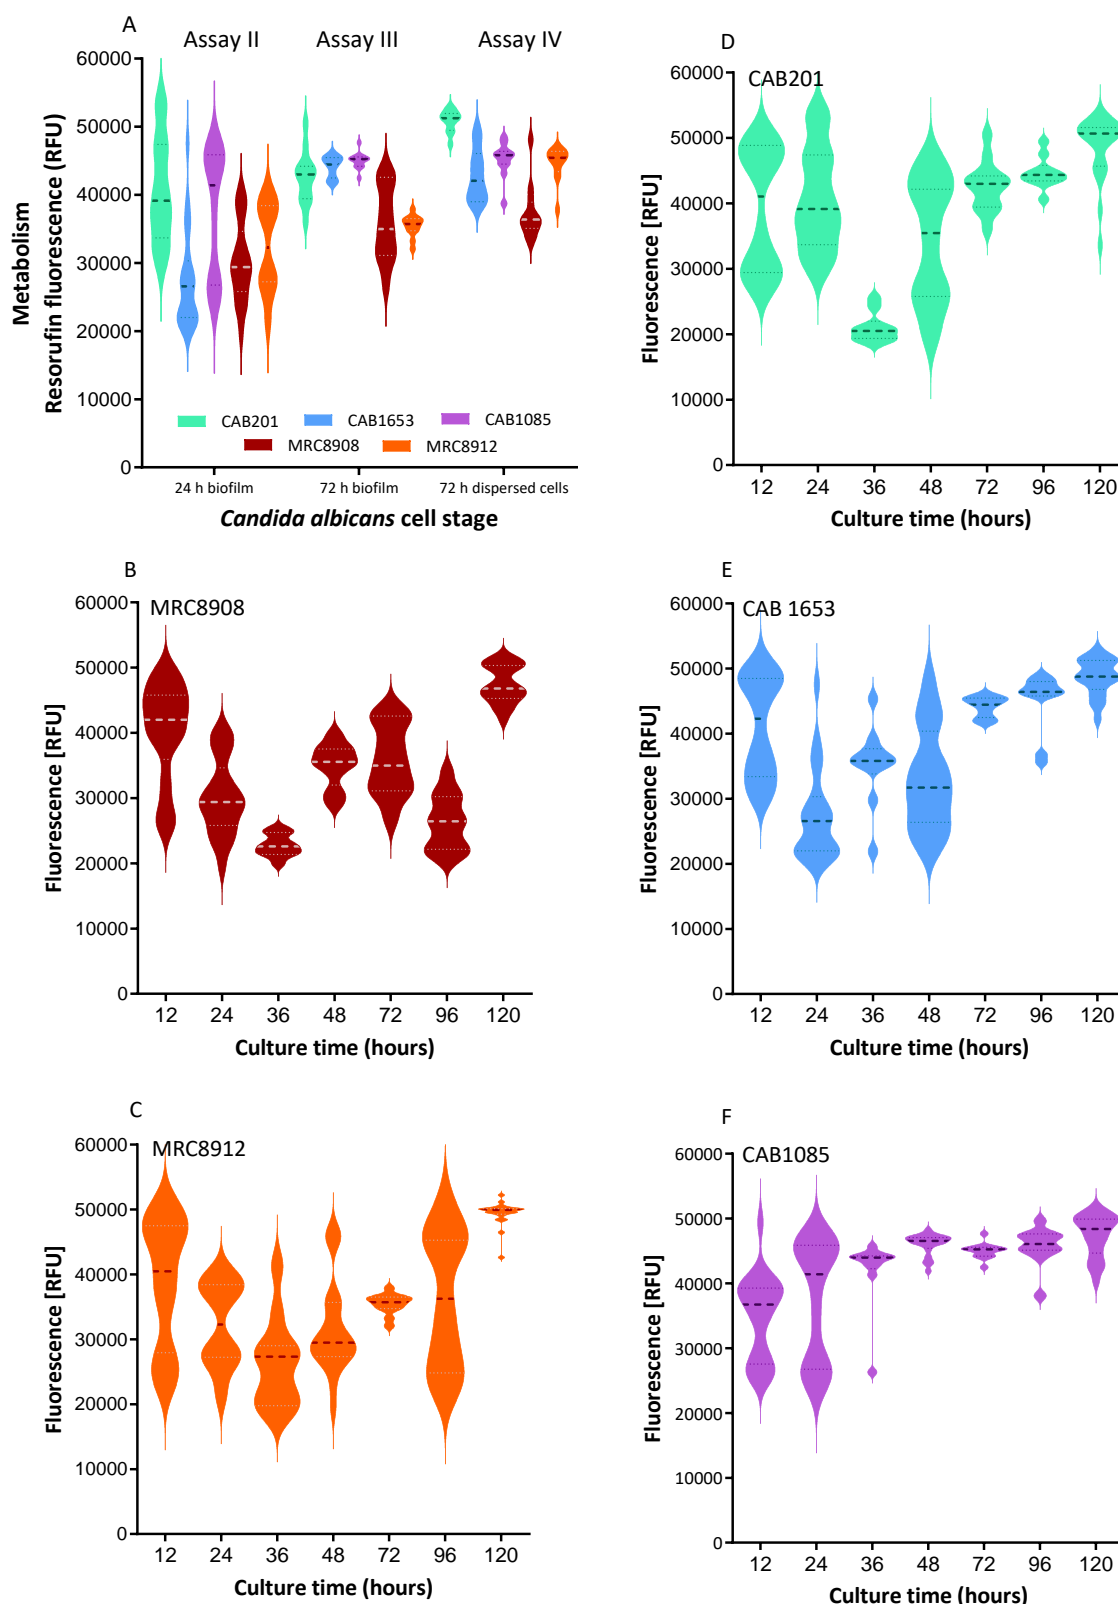 A
Assay II
Assay III
Assay IV
60000
50000
40000
30000
20000
10000
0
Metabolism
Resorufin fluorescence (RFU)
CAB201
CAB1653
CAB1085
MRC8908
MRC8912
24 h biofilm
72 h biofilm
72 h dispersed cells
Candida albicans cell stage
D
CAB201
60000
50000
40000
30000
20000
10000
0
Fluorescence [RFU]
12 24 36 48 72 96 120
Culture time (hours)
B
MRC8908
60000
50000
40000
30000
20000
10000
0
Fluorescence [RFU]
12 24 36 48 72 96 120
Culture time (hours)
E
CAB 1653
60000
50000
40000
30000
20000
10000
0
Fluorescence [RFU]
12 24 36 48 72 96 120
Culture time (hours)
C
MRC8912
60000
50000
40000
30000
20000
10000
0
Fluorescence [RFU]
12 24 36 48 72 96 120
Culture time (hours)
F
CAB1085
60000
50000
40000
30000
20000
10000
0
Fluorescence [RFU]
12 24 36 48 72 96 120
Culture time (hours)